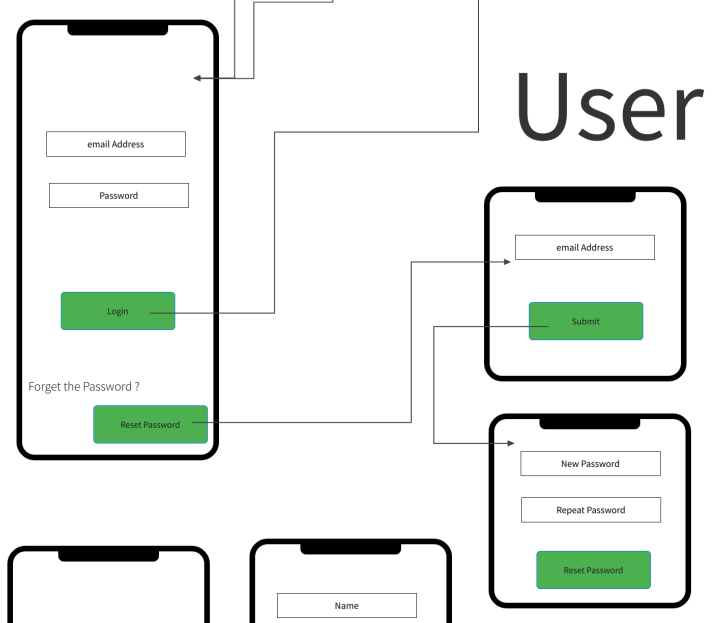 User
email Address
Password
Login
Forget the Password ?
Reset Password
email Address
Submit
New Password
Repeat Password
Reset Password
Name